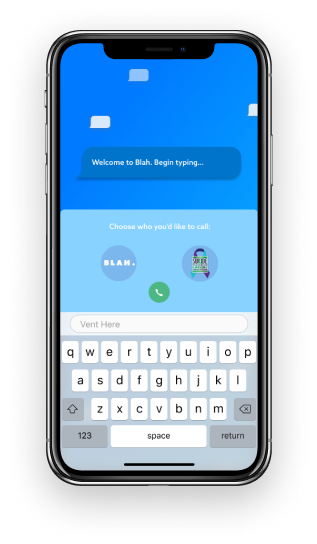 Welcome to Blah. Begin typing...
Choose who you'd like to call:
BLAH.
Vent Here
q w e r t y u i o p
a s d f g h j k l
z x c v b n m
123 space return